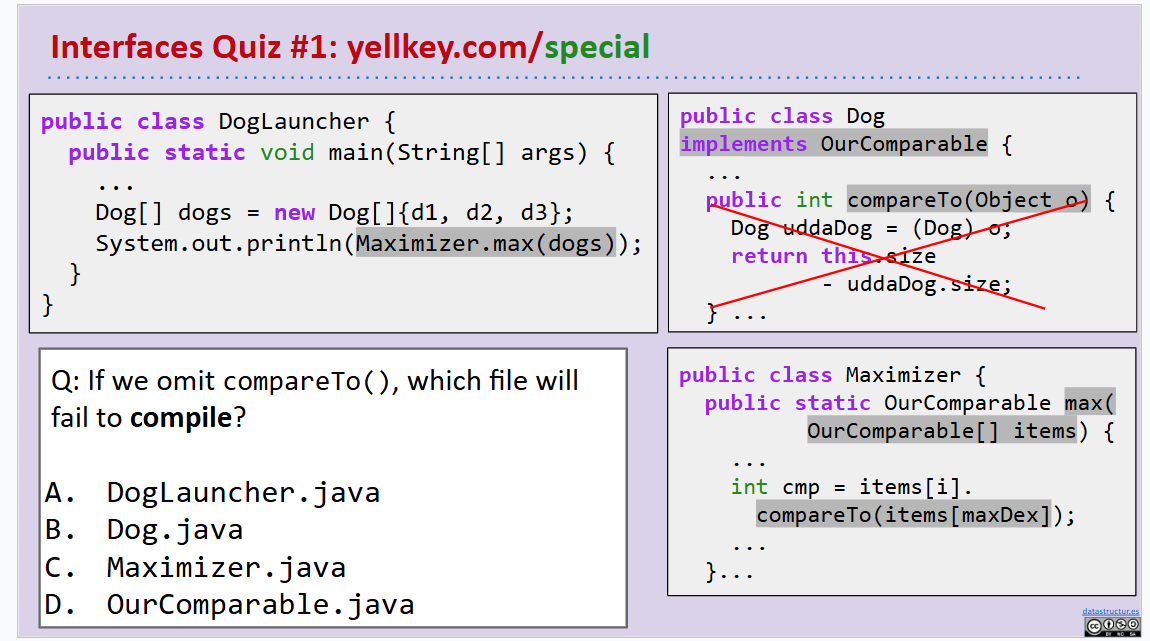 Interfaces Quiz #1: yellkey.com/special
public class DogLauncher {
public static void main(String[] args) {
...
Dog[] dogs = new Dog[]{d1, d2, d3};
System.out.println(Maximizer.max(dogs));
}
}
public class Dog
implements OurComparable {
...
public int compareTo(Object o) {
Dog uddaDog = (Dog) o;
return this.size
- uddaDog.size;
} ...
Q: If we omit compareTo(), which file will
fail to compile?
A. DogLauncher.java
B. Dog.java
C. Maximizer.java
D. OurComparable.java
public class Maximizer {
public static OurComparable max(
OurComparable[] items) {
...
int cmp = items[i].
compareTo(items[maxDex]);
...
}...
datastructur.es
CC BY NC SA